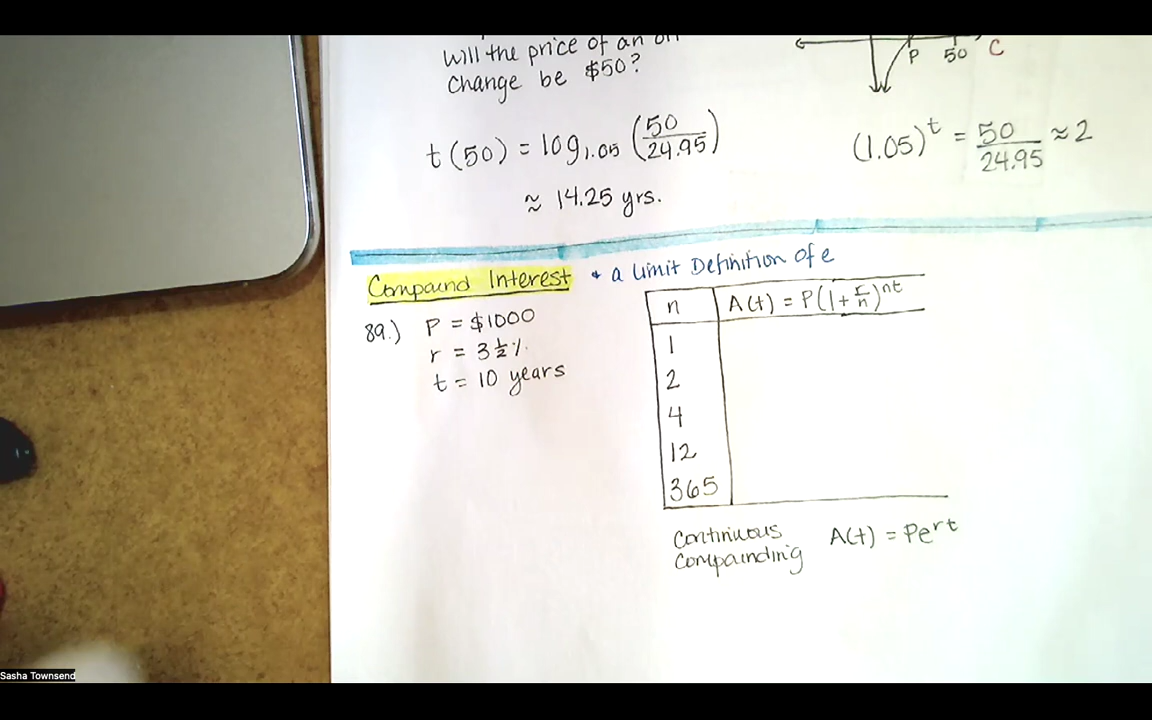 will the price of an oil
change be $50?
P 50 C
t(50) = log₁.₀₅ (50/24.95)
(1.05)^t = 50/24.95 ≈ 2
≈ 14.25 yrs.
Compound Interest + a Limit Definition of e
89.) P = $1000
r = 3½%
t = 10 years
n A(t) = P(1+r/n)^nt
1
2
4
12
365
Continuous
Compounding A(t) = Pe^rt
Sasha Townsend